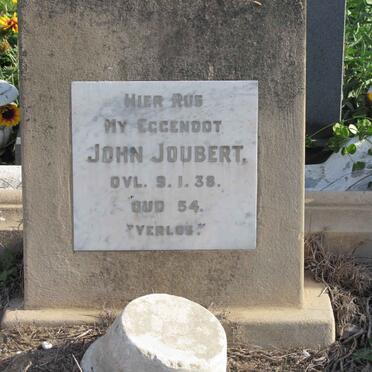 HIER RUS
MY EGGENOOT
JOHN JOUBERT.
OVL. 9.1.38.
OUD 54.
"VERLOS."